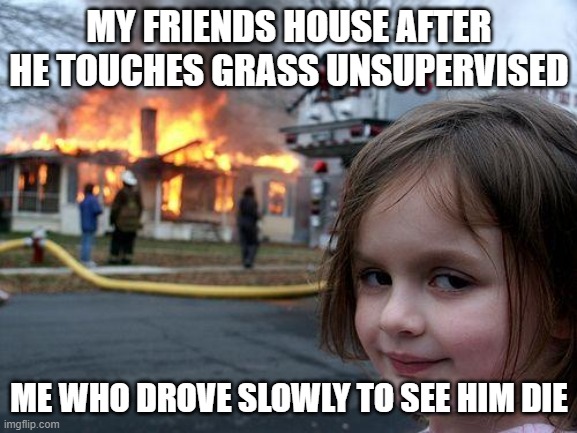 MY FRIENDS HOUSE AFTER
HE TOUCHES GRASS UNSUPERVISED
ME WHO DROVE SLOWLY TO SEE HIM DIE
imgflip.com